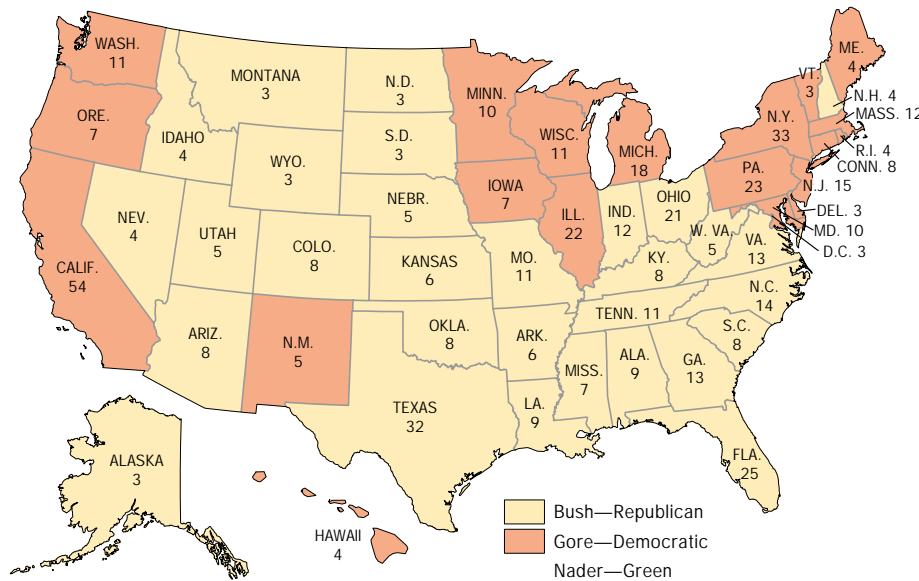 WASH.
11
ORE.
7
CALIF.
54
NEV.
4
IDAHO
4
MONTANA
3
WYO.
3
UTAH
5
COLO.
8
ARIZ.
8
N.M.
5
N.D.
3
S.D.
3
NEBR.
5
KANSAS
6
OKLA.
8
TEXAS
32
MINN.
10
IOWA
7
MO.
11
ARK.
6
LA.
9
WISC.
11
ILL.
22
MICH.
18
IND.
12
OHIO
21
KY.
8
TENN. 11
MISS.
7
ALA.
9
GA.
13
FLA.
25
S.C.
8
N.C.
14
VA.
13
W. VA.
5
PA.
23
N.Y.
33
VT.
3
ME.
4
N.H. 4
MASS. 12
R.I. 4
CONN. 8
N.J. 15
DEL. 3
MD. 10
D.C. 3
ALASKA
3
HAWAII
4
Bush—Republican
Gore—Democratic
Nader—Green